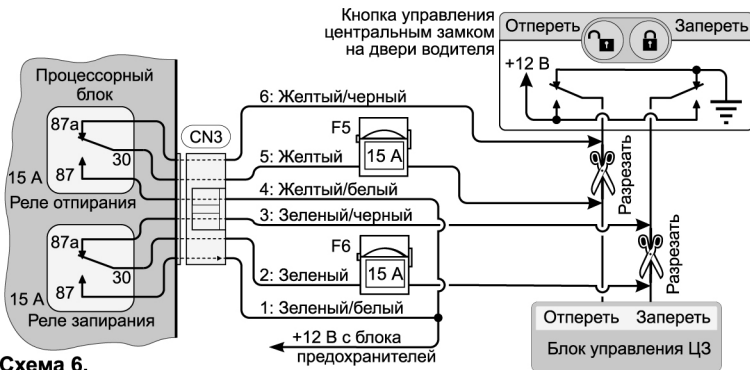 Кнопка управления
центральным замком
на двери водителя
Отпереть
Запереть
+12 В
Процессорный
блок
87а
30
15 А
87
Реле отпирания
87а
30
15 А
87
Реле запирания
CN3
6: Желтый/черный
F5
15 А
5: Желтый
4: Желтый/белый
3: Зеленый/черный
F6
15 А
2: Зеленый
1: Зеленый/белый
+12 В с блока
предохранителей
Разрезать
Разрезать
Отпереть Запереть
Блок управления ЦЗ
Схема 6.